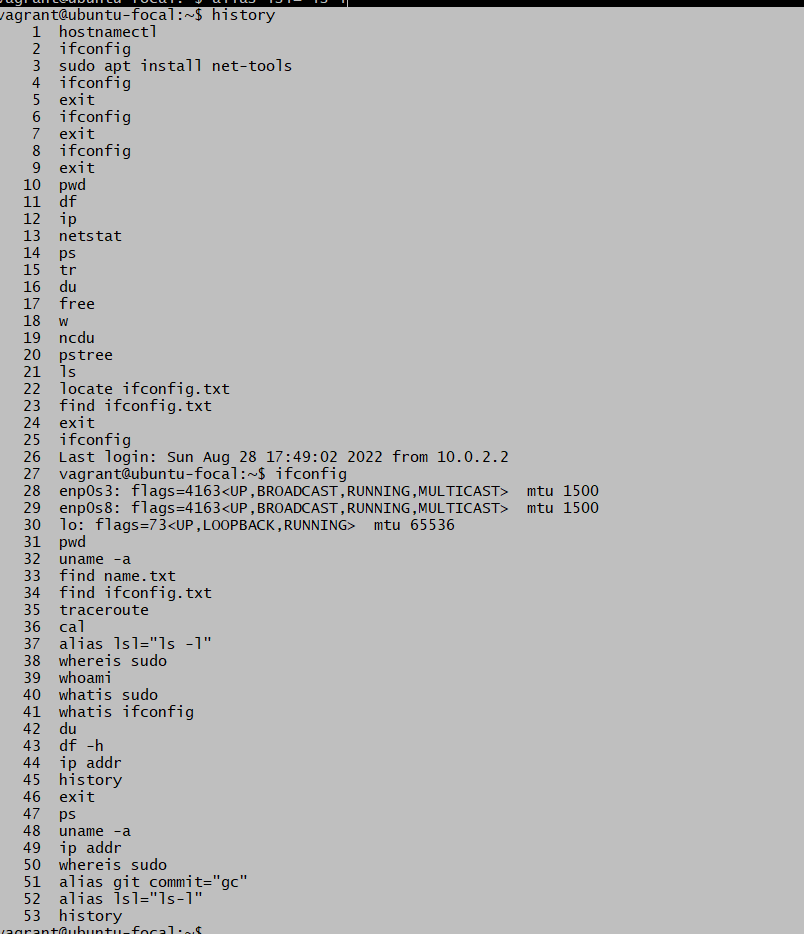 vagrant@ubuntu-focal:~$ history
1 hostnamectl
2 ifconfig
3 sudo apt install net-tools
4 ifconfig
5 exit
6 ifconfig
7 exit
8 ifconfig
9 exit
10 pwd
11 df
12 ip
13 netstat
14 ps
15 tr
16 du
17 free
18 w
19 ncdu
20 pstree
21 ls
22 locate ifconfig.txt
23 find ifconfig.txt
24 exit
25 ifconfig
26 Last login: Sun Aug 28 17:49:02 2022 from 10.0.2.2
27 vagrant@ubuntu-focal:~$ ifconfig
28 enp0s3: flags=4163<UP,BROADCAST,RUNNING,MULTICAST>  mtu 1500
29 enp0s8: flags=4163<UP,BROADCAST,RUNNING,MULTICAST>  mtu 1500
30 lo: flags=73<UP,LOOPBACK,RUNNING>  mtu 65536
31 pwd
32 uname -a
33 find name.txt
34 find ifconfig.txt
35 traceroute
36 cal
37 alias lsl="ls -l"
38 whereis sudo
39 whoami
40 whatis sudo
41 whatis ifconfig
42 du
43 df -h
44 ip addr
45 history
46 exit
47 ps
48 uname -a
49 ip addr
50 whereis sudo
51 alias git commit="gc"
52 alias lsl="ls-l"
53 history
vagrant@ubuntu-focal:~$